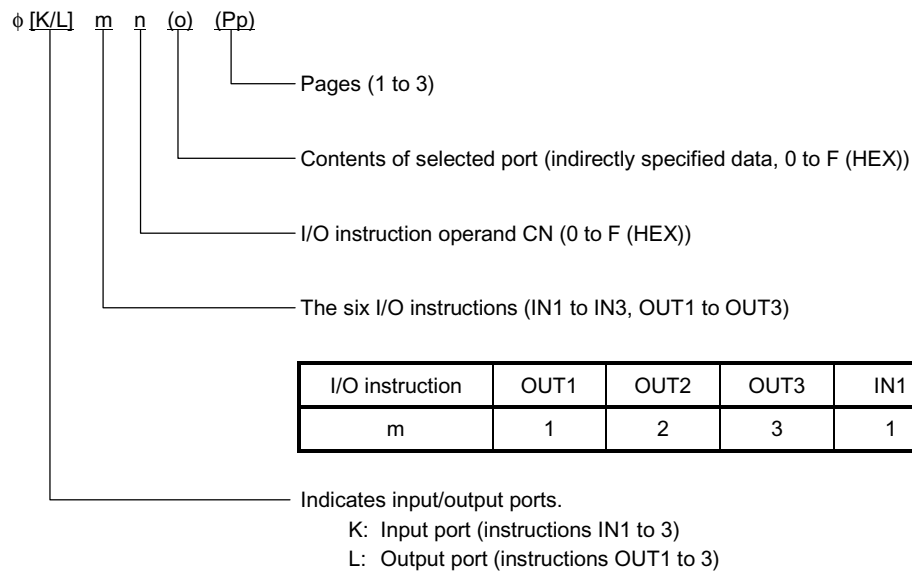 ϕ [K/L] m n (o) (Pp)
Pages (1 to 3)
Contents of selected port (indirectly specified data, 0 to F (HEX))
I/O instruction operand CN (0 to F (HEX))
The six I/O instructions (IN1 to IN3, OUT1 to OUT3)
I/O instruction OUT1 OUT2 OUT3 IN1
m 1 2 3 1
Indicates input/output ports.
K: Input port (instructions IN1 to 3)
L: Output port (instructions OUT1 to 3)